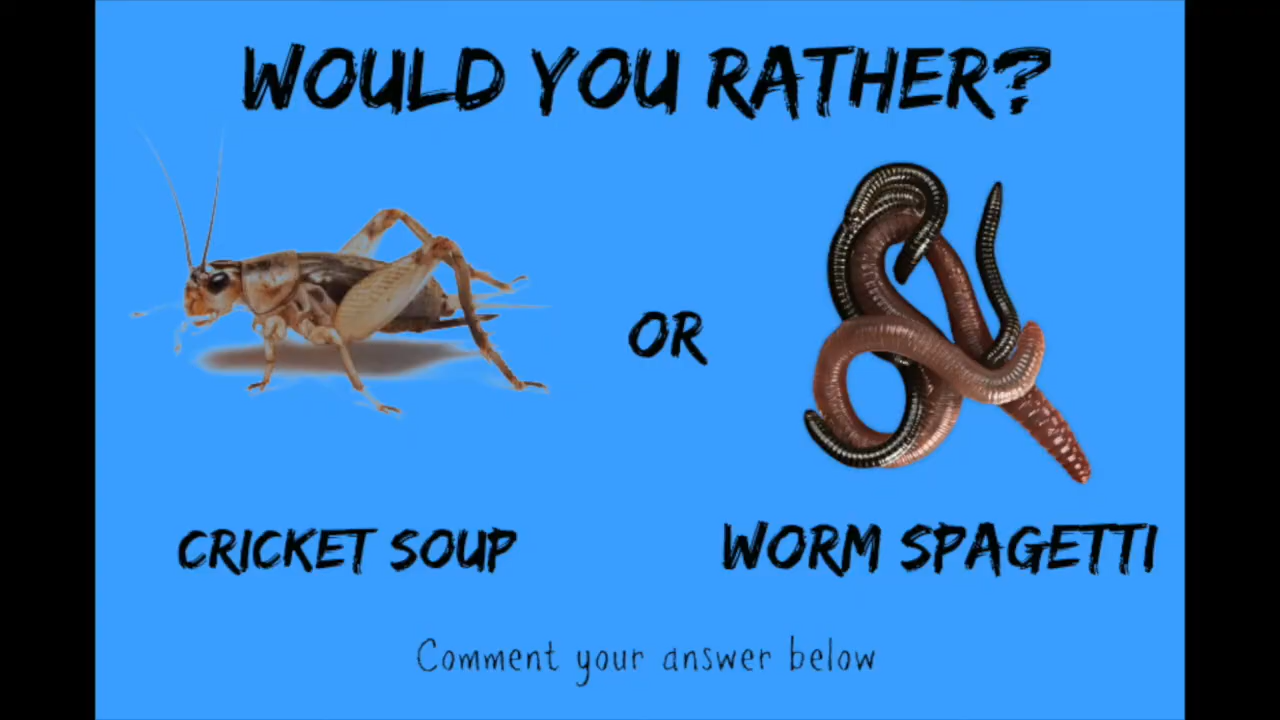 WOULD YOU RATHER?
OR
CRICKET SOUP
WORM SPAGETTI
Comment your answer below